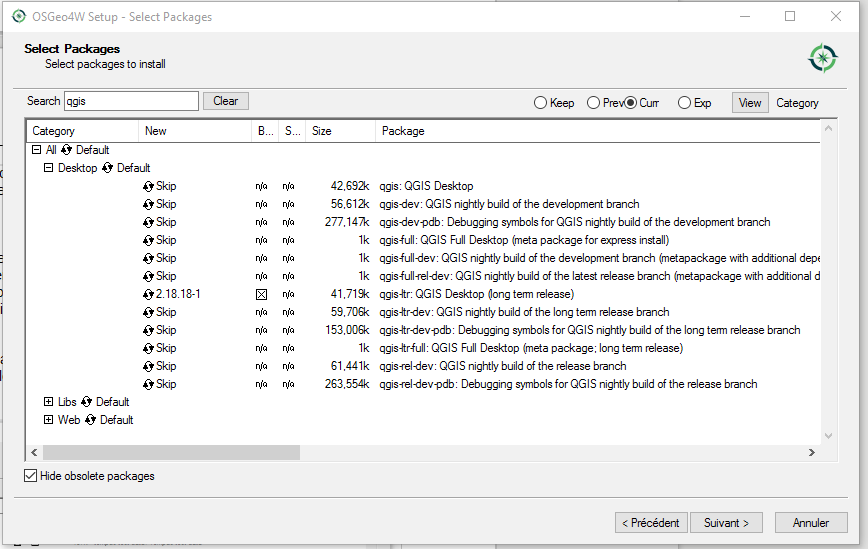 OSGeo4W Setup - Select Packages
Select Packages
Select packages to install
Search qgis Clear Keep Prev Curr Exp View Category
Category New B... S... Size Package
All Default
Desktop Default
Skip n/a n/a 42,692k qgis: QGIS Desktop
Skip n/a n/a 56,612k qgis-dev: QGIS nightly build of the development branch
Skip n/a n/a 277,147k qgis-dev-pdb: Debugging symbols for QGIS nightly build of the development branch
Skip n/a n/a 1k qgis-full: QGIS Full Desktop (meta package for express install)
Skip n/a n/a 1k qgis-full-dev: QGIS nightly build of the development branch (metapackage with additional depe
Skip n/a n/a 1k qgis-full-rel-dev: QGIS nightly build of the latest release branch (metapackage with additional d
2.18.18-1 n/a 41,719k qgis-ltr: QGIS Desktop (long term release)
Skip n/a n/a 59,706k qgis-ltr-dev: QGIS nightly build of the long term release branch
Skip n/a n/a 153,006k qgis-ltr-dev-pdb: Debugging symbols for QGIS nightly build of the long term release branch
Skip n/a n/a 1k qgis-ltr-full: QGIS Full Desktop (meta package; long term release)
Skip n/a n/a 61,441k qgis-rel-dev: QGIS nightly build of the release branch
Skip n/a n/a 263,554k qgis-rel-dev-pdb: Debugging symbols for QGIS nightly build of the release branch
Libs Default
Web Default
Hide obsolete packages
< Précédent Suivant > Annuler